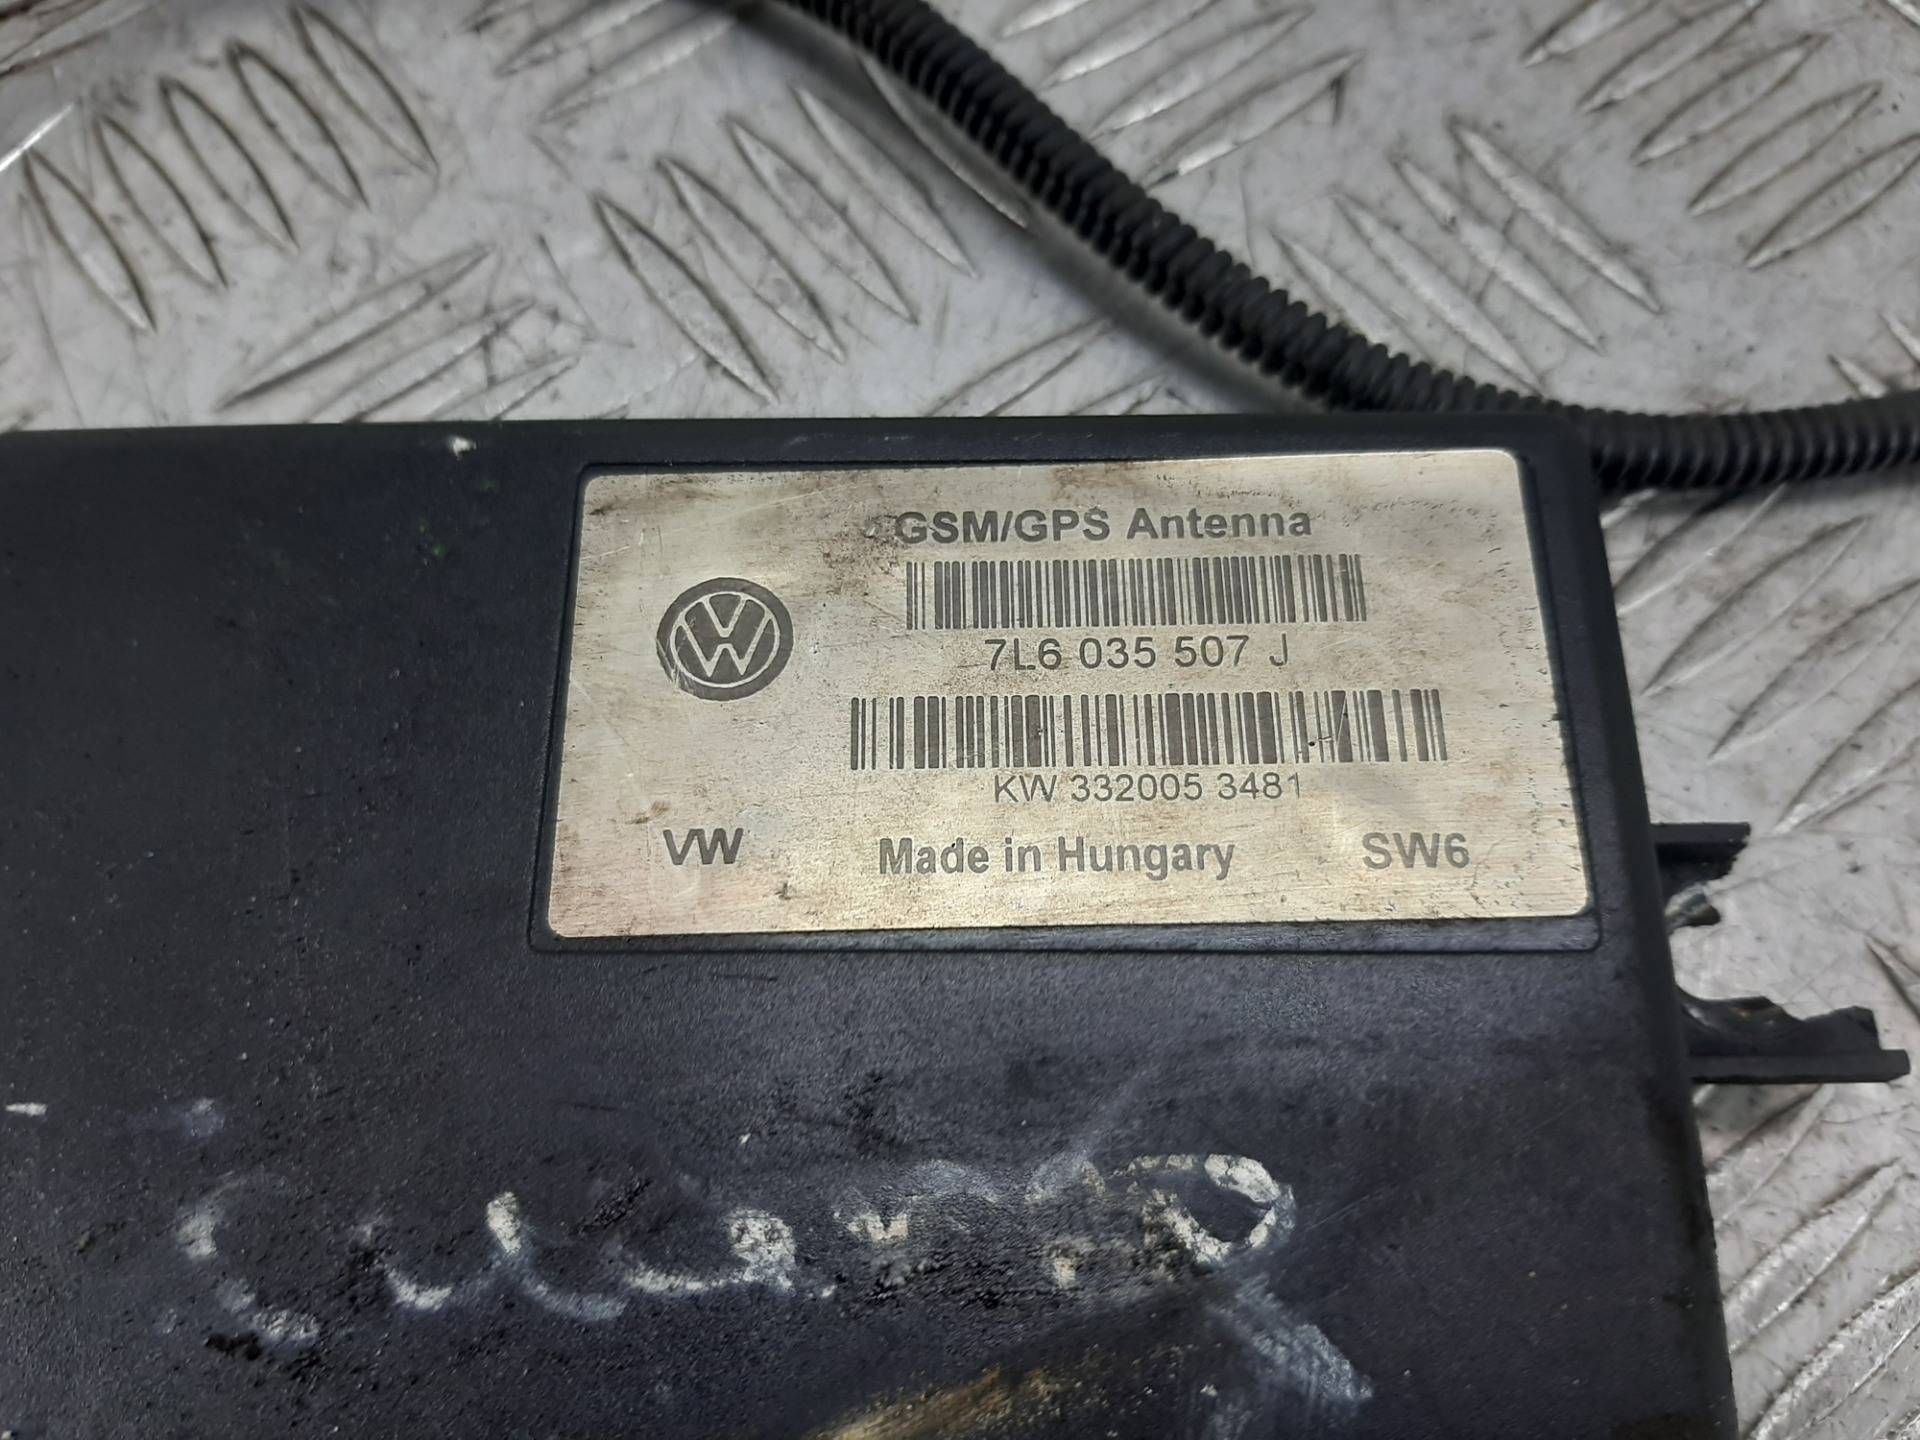 GSM/GPS Antenna
7L6 035 507 J
KW 332005 3481
VW Made in Hungary SW6